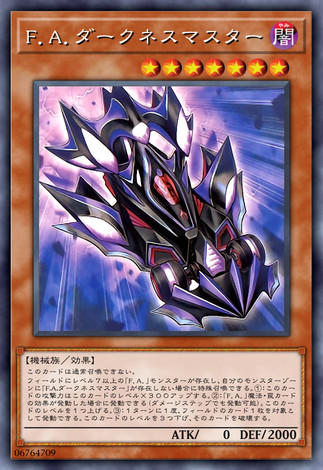 F.A.ダークネスマスター
闇
やみ
【機械族／効果】
このカードは通常召喚できない。
フィールドにレベル７以上の「F.A.」モンスターが存在し、自分のモンスターゾーン
に「F.A.ダークネスマスター」が存在しない場合に特殊召喚できる。①：このカー
ドの攻撃力はこのカードのレベル×３００アップする。②：「F.A.」魔法・罠カード
の効果が発動した場合に発動できる(ダメージステップでも発動可能)。このカード
のレベルを１つ上げる。③：１ターンに１度、フィールドのカード１枚を対象と
して発動できる。このカードのレベルを３つ下げ、そのカードを破壊する。
ATK/ 0 DEF/2000
06764709